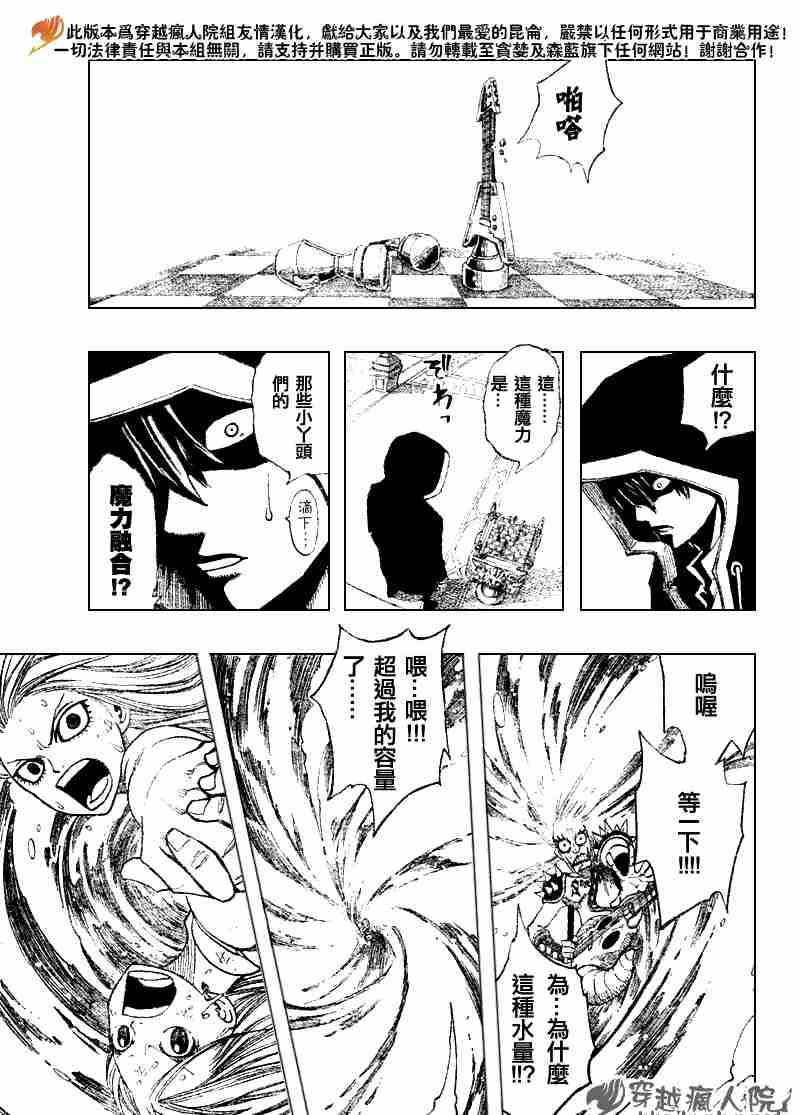 此版本爲穿越瘋人院組友情漢化，獻給大家以及我們最愛的昆侖，嚴禁以任何形式用于商業用途！
一切法律責任與本組無關，請支持并購買正版。請勿轉載至貪婪及森藍旗下任何網站！謝謝合作！
啪
嗒
什麼!?
這……
這種魔力
是…
ぞわっ
那些小丫頭
們的
滴下…
魔力融合!?
嗚喔
等一下!!!!
為…為什麼
這種水量!?
喂…喂!!!
超過我的容量
了……
穿越瘋人院